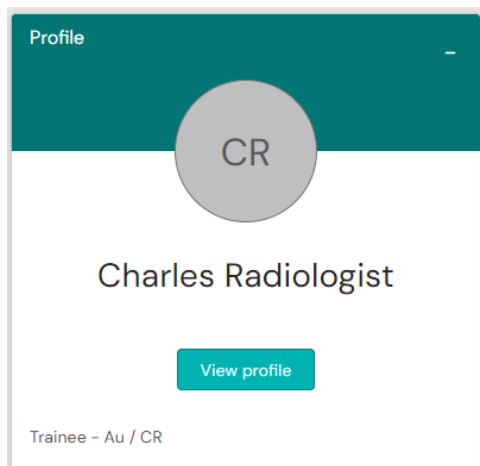 Profile
CR
Charles Radiologist
View profile
Trainee - Au / CR